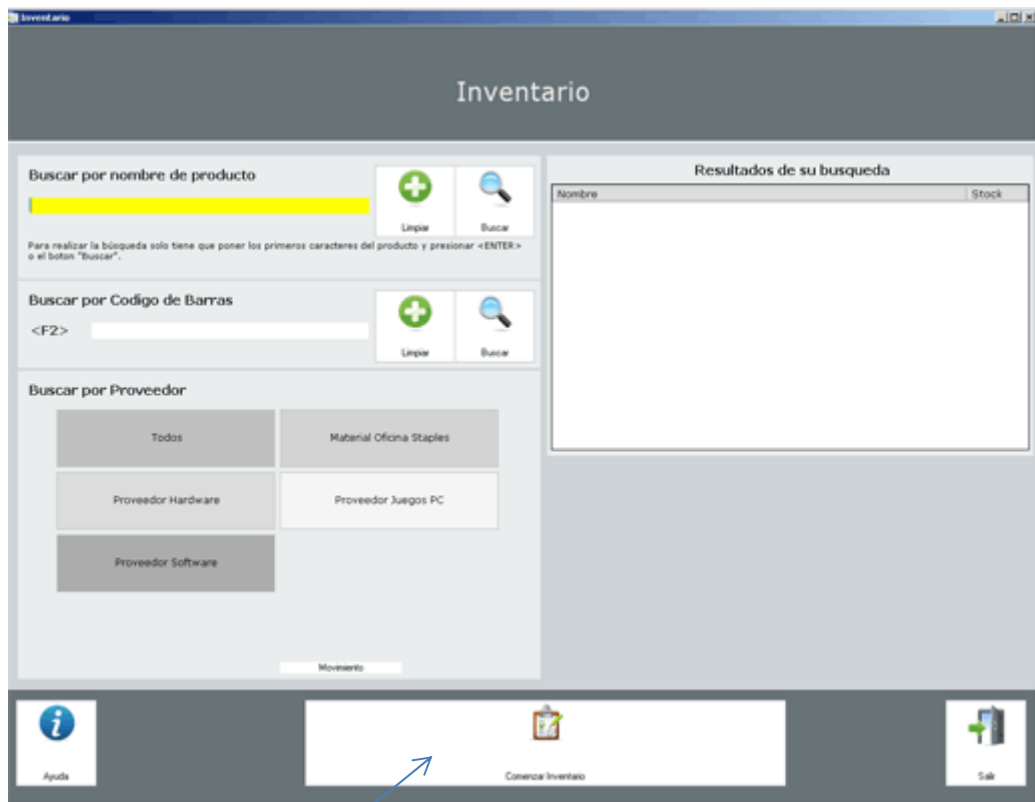 Inventario
Inventario
Buscar por nombre de producto
Limpiar
Buscar
Para realizar la búsqueda solo tiene que poner los primeros caracteres del producto y presionar <ENTER>
o el boton "Buscar".
Buscar por Codigo de Barras
<F2>
Limpiar
Buscar
Buscar por Proveedor
Todos
Material Oficina Staples
Proveedor Hardware
Proveedor Juegos PC
Proveedor Software
Movimiento
Resultados de su busqueda
Nombre
Stock
Ayuda
Comenzar Inventario
Salir